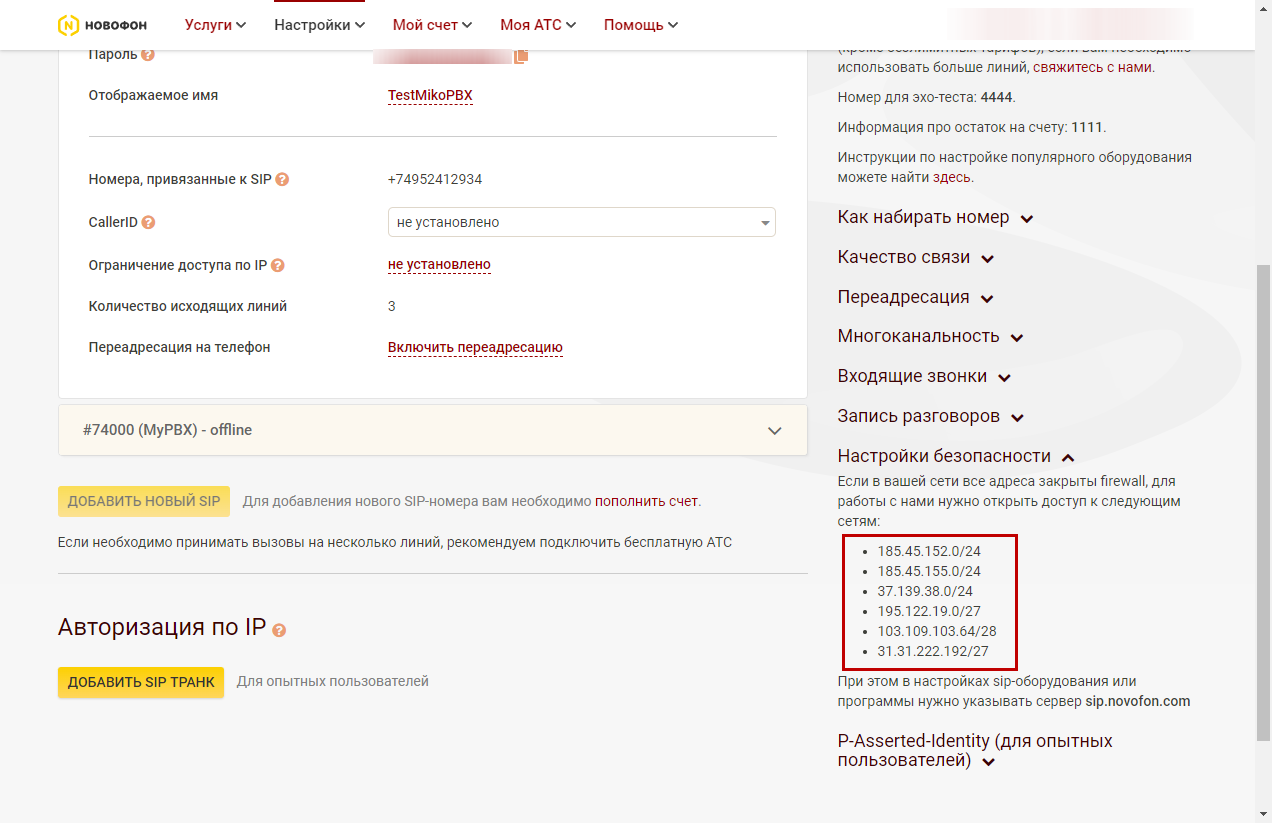 НОВОФОН
Услуги Настройки Мой счет Моя АТС Помощь
Пароль
Отображаемое имя TestMikoPBX
Номера, привязанные к SIP +74952412934
CallerID не установлено
Ограничение доступа по IP не установлено
Количество исходящих линий 3
Переадресация на телефон Включить переадресацию
#74000 (MyPBX) - offline
ДОБАВИТЬ НОВЫЙ SIP Для добавления нового SIP-номера вам необходимо пополнить счет.
Если необходимо принимать вызовы на несколько линий, рекомендуем подключить бесплатную АТС
Авторизация по IP
ДОБАВИТЬ SIP ТРАНК Для опытных пользователей
(кроме безлимитных тарифов), если вам необходимо
использовать больше линий, свяжитесь с нами.
Номер для эхо-теста: 4444.
Информация про остаток на счету: 1111.
Инструкции по настройке популярного оборудования
можете найти здесь.
Как набирать номер
Качество связи
Переадресация
Многоканальность
Входящие звонки
Запись разговоров
Настройки безопасности
Если в вашей сети все адреса закрыты firewall, для
работы с нами нужно открыть доступ к следующим
сетям:
• 185.45.152.0/24
• 185.45.155.0/24
• 37.139.38.0/24
• 195.122.19.0/27
• 103.109.103.64/28
• 31.31.222.192/27
При этом в настройках sip-оборудования или
программы нужно указывать сервер sip.novofon.com
P-Asserted-Identity (для опытных
пользователей)